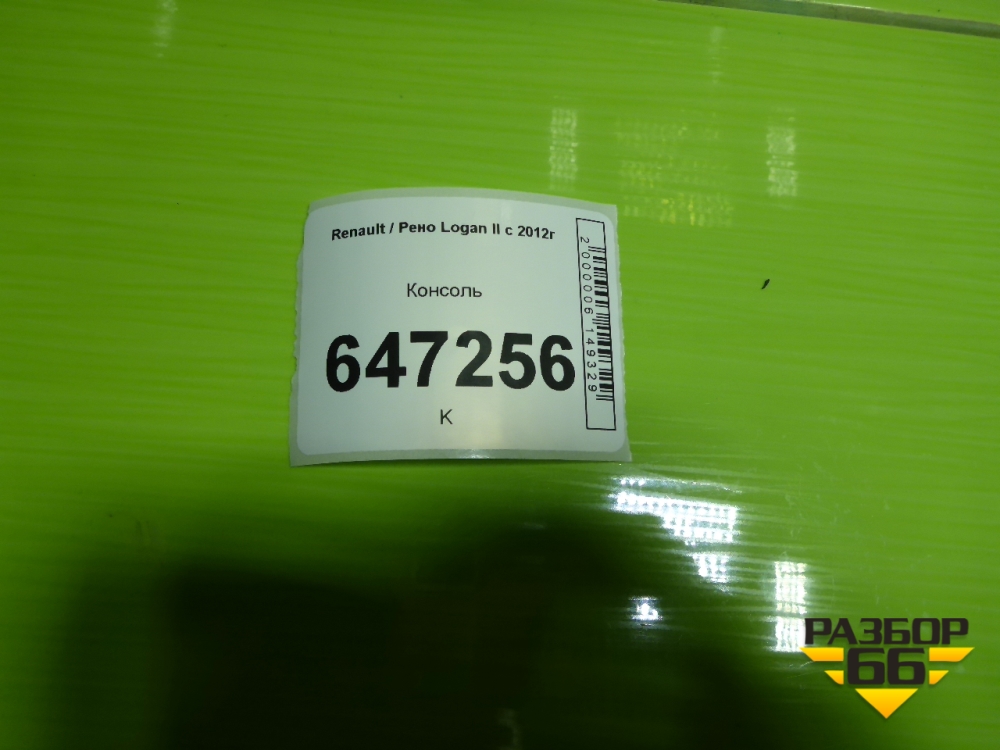 Renault / Рено Logan II с 2012г
Консоль
647256
К
2000006149329
РАЗБОР
66